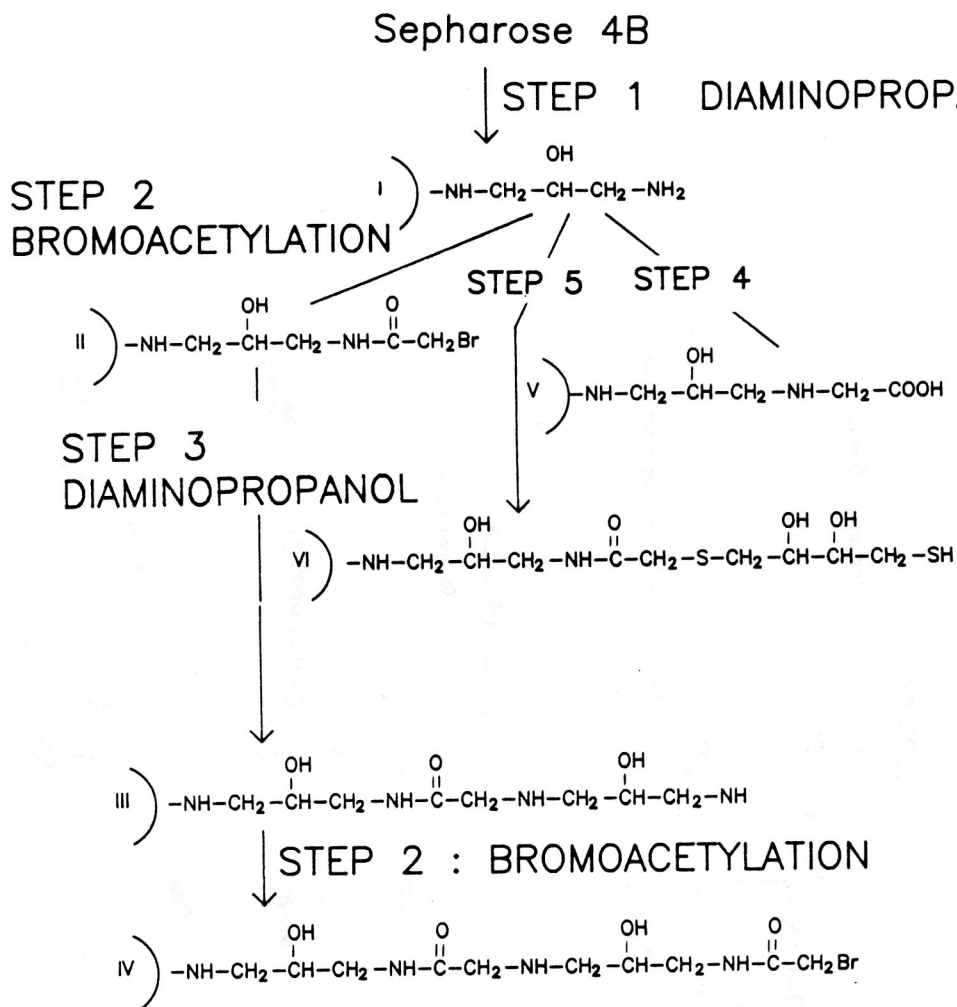 Sepharose 4B
STEP 1 DIAMINOPROP
OH
I -NH-CH₂-CH-CH₂-NH₂
STEP 2
BROMOACETYLATION
STEP 5 STEP 4
OH O
II -NH-CH₂-CH-CH₂-NH-C-CH₂Br
OH
V -NH-CH₂-CH-CH₂-NH-CH₂-COOH
STEP 3
DIAMINOPROPANOL
OH O OH OH
VI -NH-CH₂-CH-CH₂-NH-C-CH₂-S-CH₂-CH-CH-CH₂-SH
OH O OH
III -NH-CH₂-CH-CH₂-NH-C-CH₂-NH-CH₂-CH-CH₂-NH
STEP 2 : BROMOACETYLATION
OH O OH O
IV -NH-CH₂-CH-CH₂-NH-C-CH₂-NH-CH₂-CH-CH₂-NH-C-CH₂Br